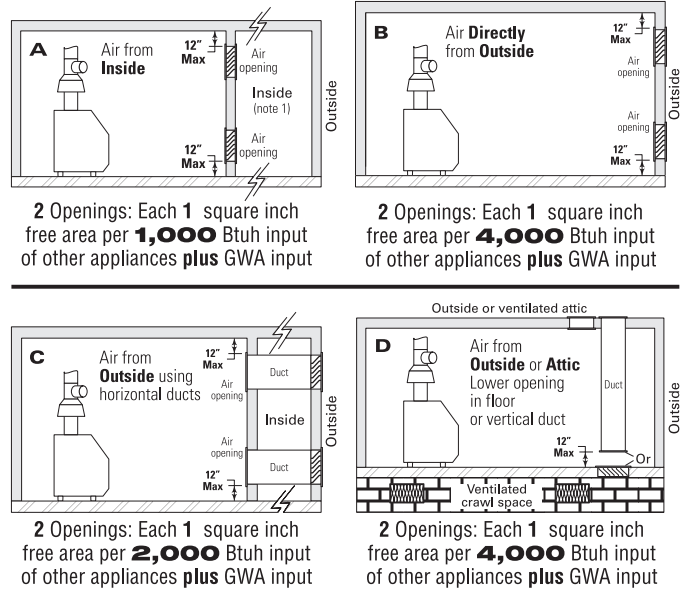 A
Air from
Inside
12"
Max
Air
opening
Inside
(note 1)
Air
opening
12"
Max
Outside
2 Openings: Each 1 square inch
free area per 1,000 Btuh input
of other appliances plus GWA input
B
Air Directly
from Outside
12"
Max
Air
opening
Air
opening
12"
Max
Outside
2 Openings: Each 1 square inch
free area per 4,000 Btuh input
of other appliances plus GWA input
C
Air from
Outside using
horizontal ducts
12"
Max
Air
opening
Duct
Inside
Air
opening
Duct
12"
Max
Outside
2 Openings: Each 1 square inch
free area per 2,000 Btuh input
of other appliances plus GWA input
Outside or ventilated attic
D
Air from
Outside or Attic
Lower opening
in floor
or vertical duct
Duct
12"
Max
Or
Outside
Ventilated
crawl space
2 Openings: Each 1 square inch
free area per 4,000 Btuh input
of other appliances plus GWA input